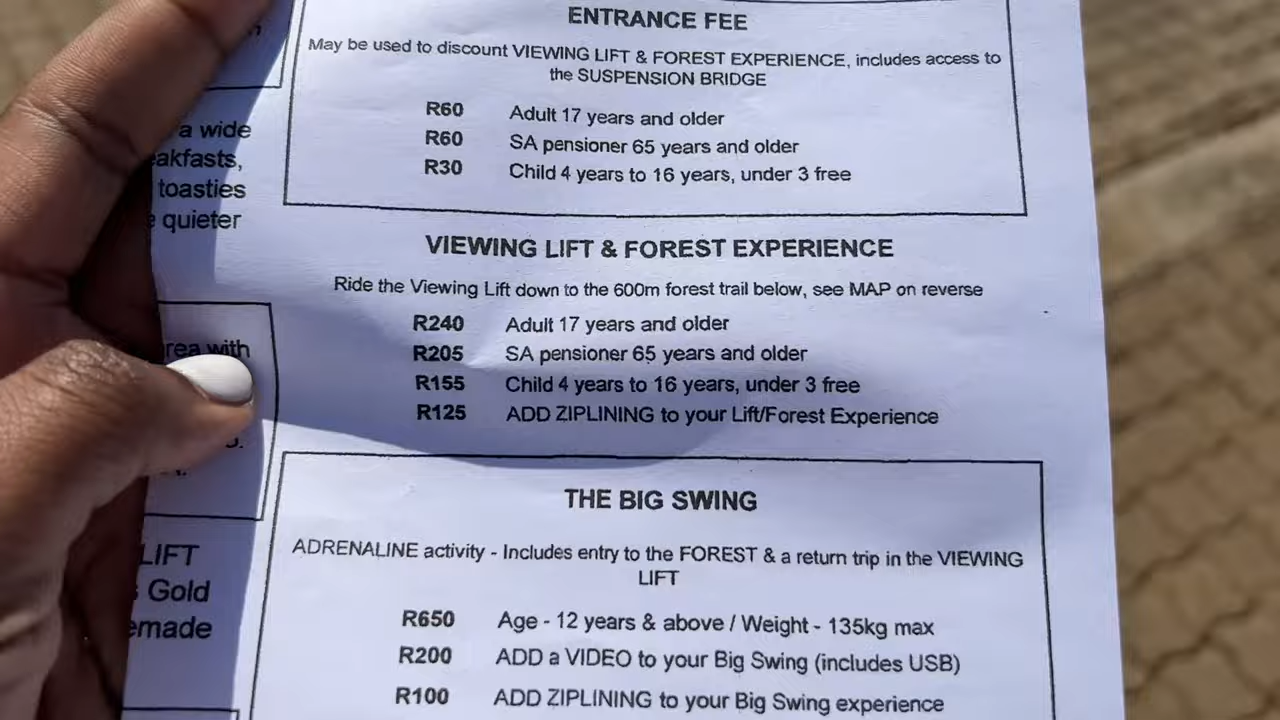 a wide
toasties
quieter
with
LIFT
Gold
ENTRANCE FEE
May be used to discount VIEWING LIFT & FOREST EXPERIENCE, includes access to
the SUSPENSION BRIDGE
R60 Adult 17 years and older
R60 SA pensioner 65 years and older
R30 Child 4 years to 16 years, under 3 free
VIEWING LIFT & FOREST EXPERIENCE
Ride the Viewing Lift down to the 600m forest trail below, see MAP on reverse
R240 Adult 17 years and older
R205 SA pensioner 65 years and older
R155 Child 4 years to 16 years, under 3 free
R125 ADD ZIPLINING to your Lift/Forest Experience
THE BIG SWING
ADRENALINE activity - Includes entry to the FOREST & a return trip in the VIEWING
LIFT
R650 Age - 12 years & above / Weight - 135kg max
R200 ADD a VIDEO to your Big Swing (includes USB)
R100 ADD ZIPLINING to your Big Swing experience